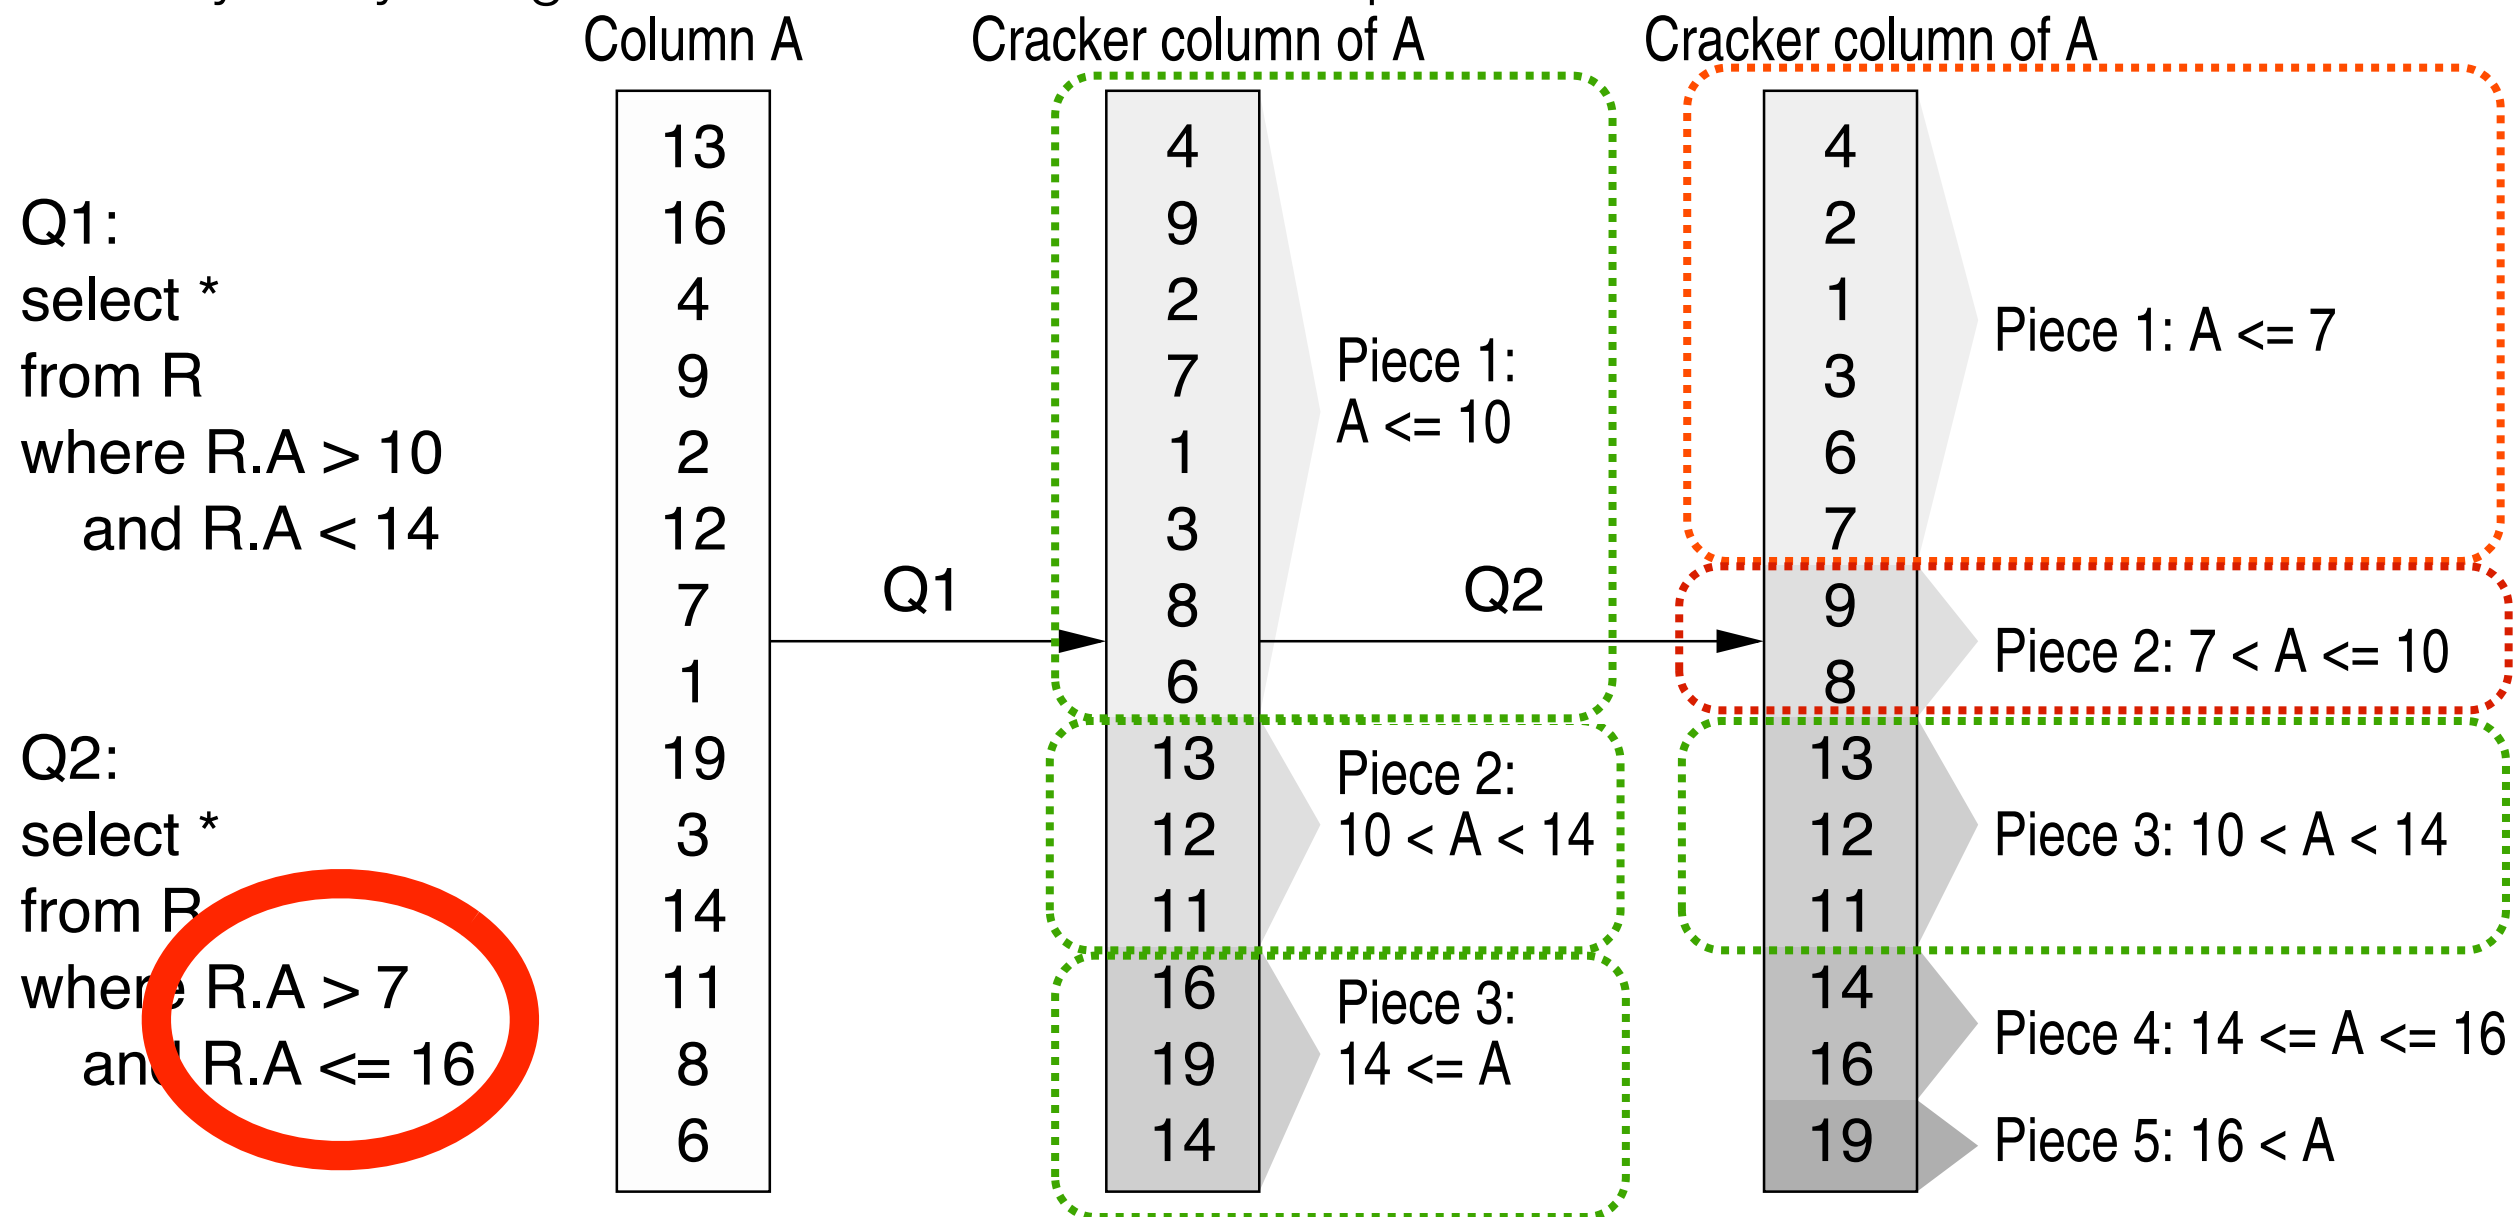 Column A
Cracker column of A
Cracker column of A
Q1:
select *
from R
where R.A > 10
and R.A < 14
Q2:
select *
from R
where R.A > 7
and R.A <= 16
13
16
4
9
2
12
7
1
19
3
14
11
8
6
Q1
4
9
2
7
1
3
8
6
13
12
11
16
19
14
Piece 1:
A <= 10
Piece 2:
10 < A < 14
Piece 3:
14 <= A
Q2
4
2
1
3
6
7
9
8
13
12
11
14
16
19
Piece 1: A <= 7
Piece 2: 7 < A <= 10
Piece 3: 10 < A < 14
Piece 4: 14 <= A <= 16
Piece 5: 16 < A